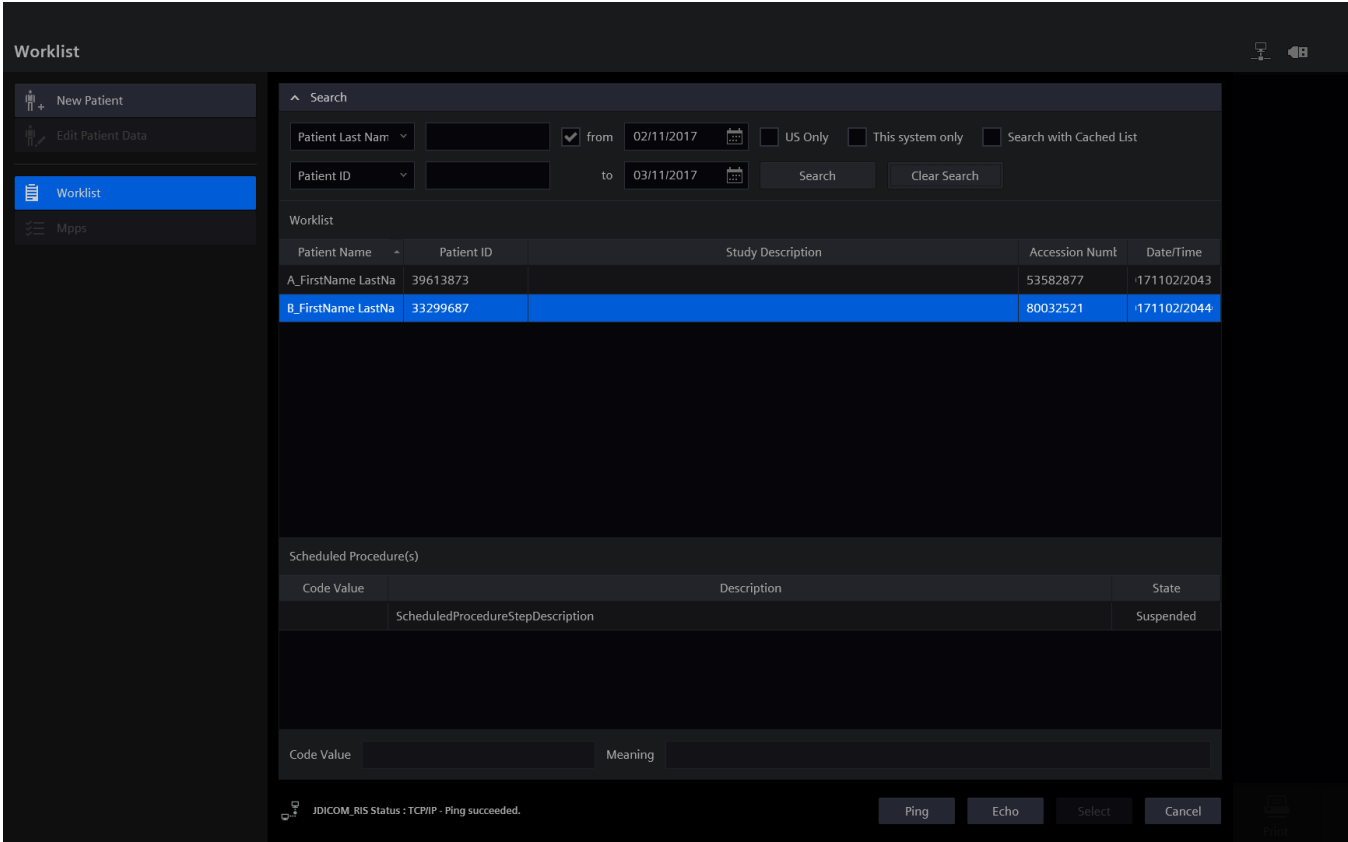 Worklist
New Patient
Edit Patient Data
Worklist
Mpps
Search
Patient Last Nam from 02/11/2017 US Only This system only Search with Cached List
Patient ID to 03/11/2017 Search Clear Search
Worklist
Patient Name Patient ID Study Description Accession Numb Date/Time
A_FirstName LastNa 39613873 53582877 171102/2043
B_FirstName LastNa 33299687 80032521 171102/2044
Scheduled Procedure(s)
Code Value Description State
ScheduledProcedureStepDescription Suspended
Code Value Meaning
JDICOM_RIS Status : TCP/IP - Ping succeeded.
Ping Echo Select Cancel
Print